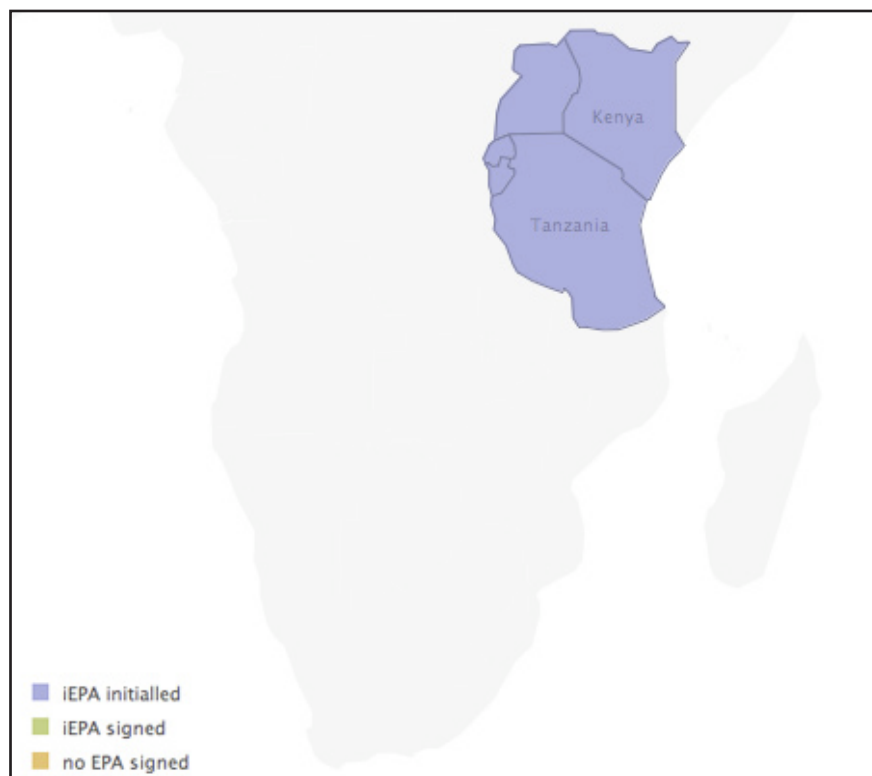 Kenya
Tanzania
iEPA initialled
iEPA signed
no EPA signed